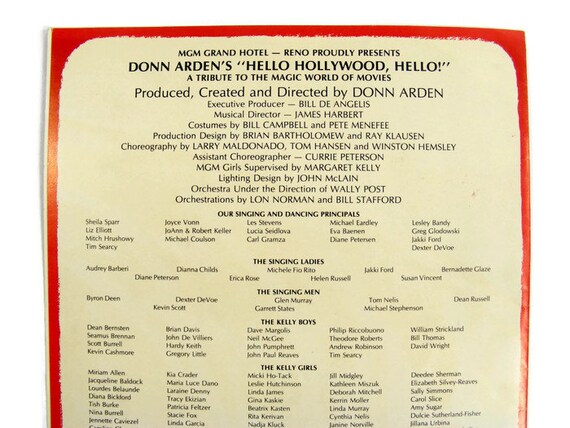 MGM GRAND HOTEL — RENO PROUDLY PRESENTS
DONN ARDEN'S "HELLO HOLLYWOOD, HELLO!"
A TRIBUTE TO THE MAGIC WORLD OF MOVIES
Produced, Created and Directed by DONN ARDEN
Executive Producer — BILL DE ANGELIS
Musical Director — JAMES HARBERT
Costumes by BILL CAMPBELL and PETE MENEFEE
Production Design by BRIAN BARTHOLOMEW and RAY KLAUSEN
Choreography by LARRY MALDONADO, TOM HANSEN and WINSTON HEMSLEY
Assistant Choreographer — CURRIE PETERSON
MGM Girls Supervised by MARGARET KELLY
Lighting Design by JOHN McLAIN
Orchestra Under the Direction of WALLY POST
Orchestrations by LON NORMAN and BILL STAFFORD
OUR SINGING AND DANCING PRINCIPALS
Sheila Sparr Joyce Vonn Les Stevens Michael Eardley Lesley Bandy
Liz Elliott JoAnn & Robert Keller Lucia Seidlova Eva Baenen Greg Glodowski
Mitch Hrushowy Michael Coulson Carl Gramza Diane Petersen Jakki Ford
Tim Searcy Dexter DeVoe
THE SINGING LADIES
Audrey Barberi Dianna Childs Michele Fio Rito Jakki Ford Bernadette Glaze
Diane Peterson Erica Rose Helen Russell Susan Vincent
THE SINGING MEN
Byron Deen Dexter DeVoe Glen Murray Tom Nelis Dean Russell
Kevin Scott Garrett States Michael Stephenson
THE KELLY BOYS
Dean Bernsten Brian Davis Dave Margolis Philip Riccobuono William Strickland
Seamus Brennan John De Villiers Neil McGee Theodore Roberts Bill Thomas
Scott Burrell Hardy Keith John Pumphrett Andrew Robinson David Wright
Kevin Cashmore Gregory Little John Paul Reaves Tim Searcy
THE KELLY GIRLS
Miriam Allen Kia Crader Micki Ho-Tack Jill Midgley Deedee Sherman
Jacqueline Baldock Maria Luce Dano Leslie Hutchinson Kathleen Miszuk Elizabeth Silvey-Reaves
Lourdes Belaunde Laraine Denny Linda James Deborah Mitchell Sally Simmons
Diana Bickford Tracy Ekizian Gina Kaskie Kerrin Moller Carol Slice
Tish Burke Patricia Feltzer Beatrix Kasten Linda Murray Amy Sugar
Nina Burrell Stacie Fox Rita Kerivan Cynthia Nelis Dulcie Sutherland-Fisher
Jennette Caviezel Linda Garcia Nadja Kluck Janine Norville Jillana Urbina